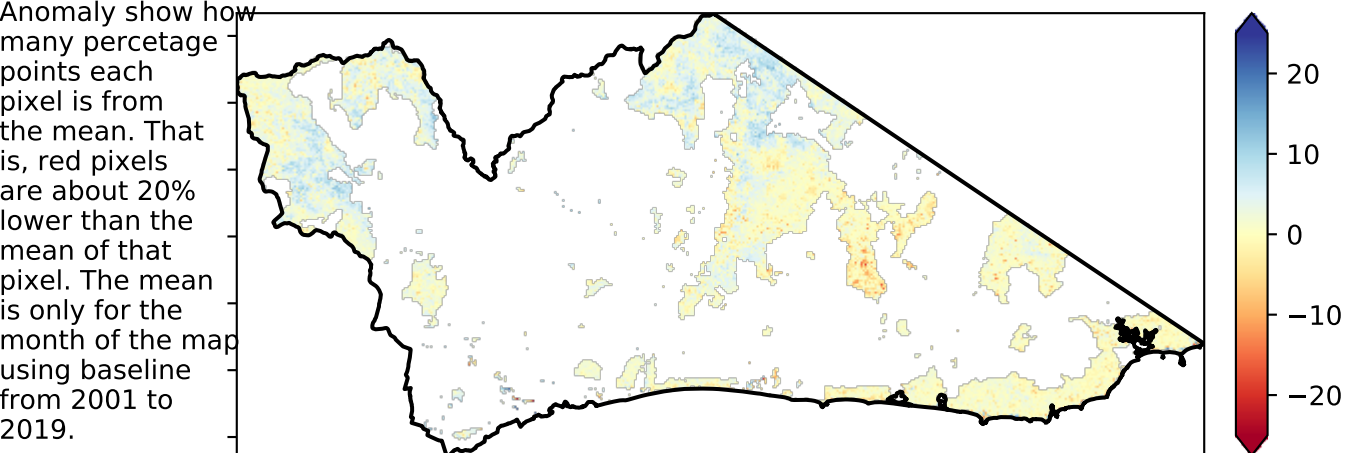 Anomaly show how
many percetage
points each
pixel is from
the mean. That
is, red pixels
are about 20%
lower than the
mean of that
pixel. The mean
is only for the
month of the map
using baseline
from 2001 to
2019.
20
10
0
−10
−20